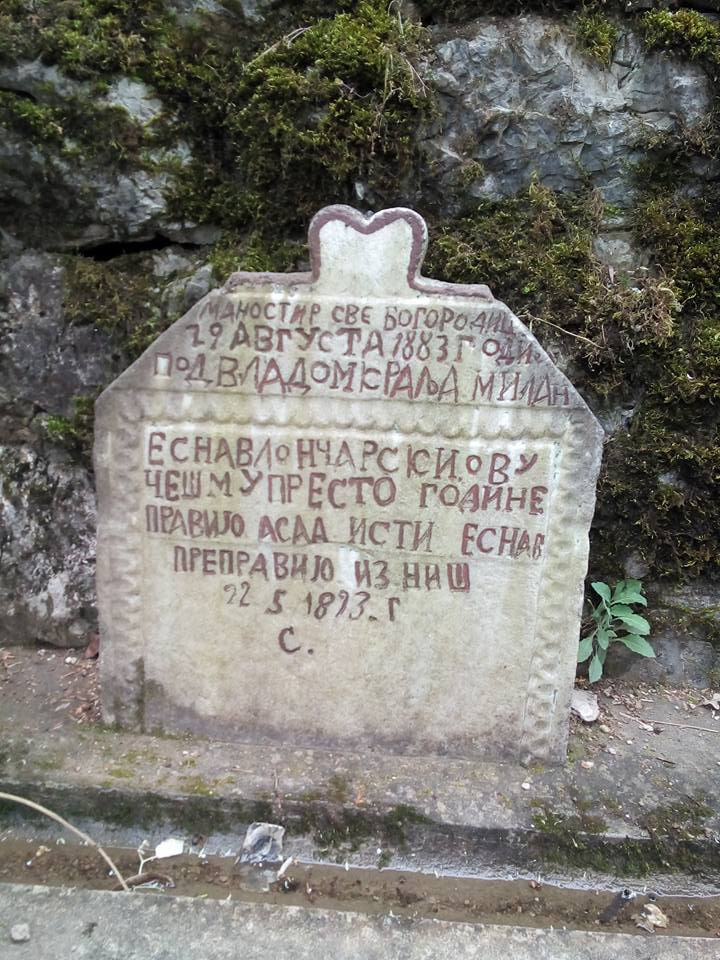 МАНОСТИР СВЕ БОГОРОДИЦ
29 АВГУСТА 1883 ГОДИ
ПОД ВЛАДОМ КРАЉА МИЛАН
ЕСНАВ ЛОНЧАРСКИ ОВУ
ЧЕШМУ ПРЕСТО ГОДИНЕ
ПРАВИЈО АСАД ИСТИ ЕСНАВ
ПРЕПРАВИЈО ИЗ НИШ
22 5 1893. Г
С.